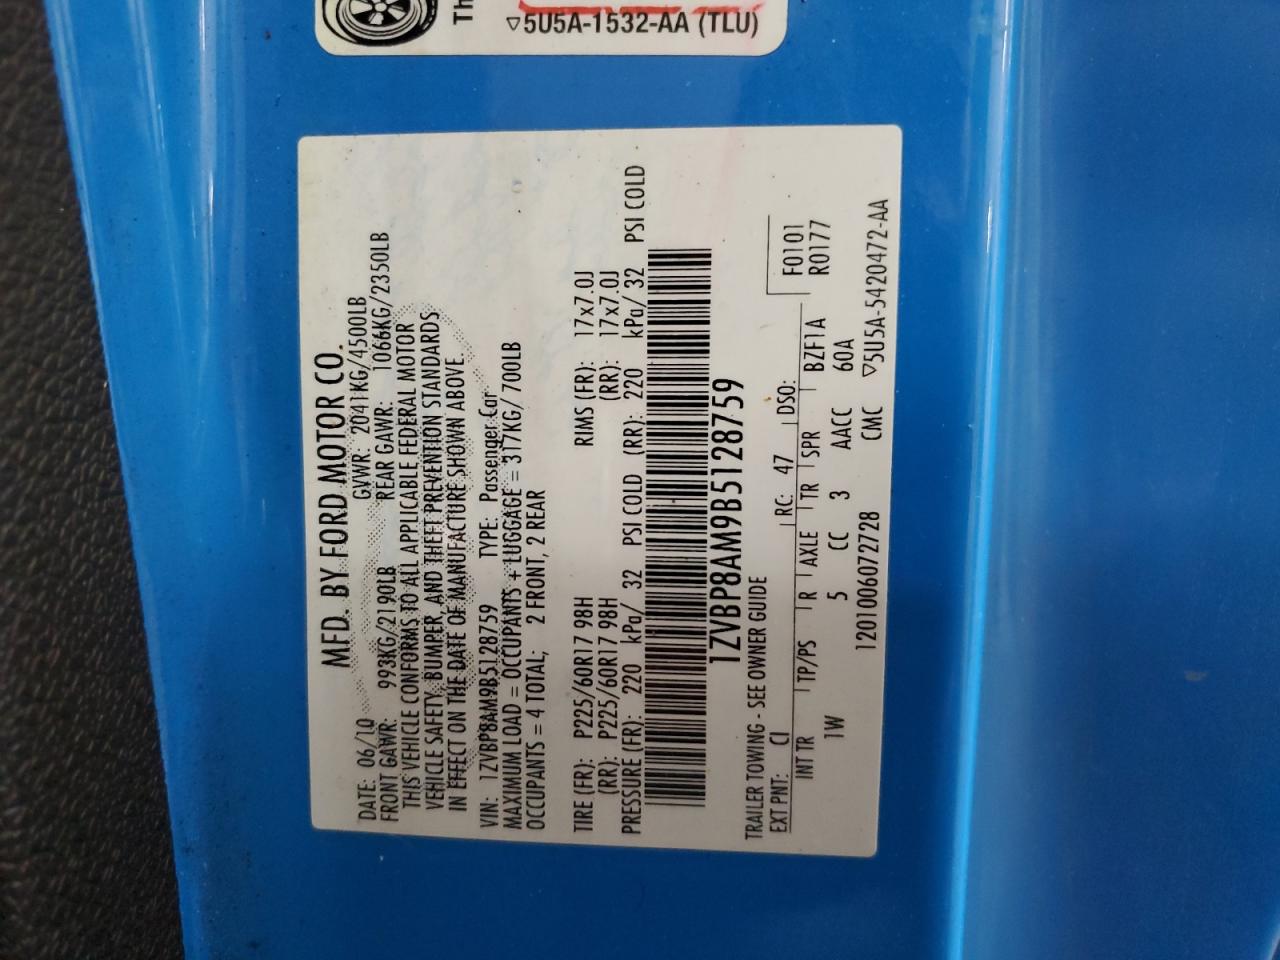 Th
▽5U5A-1532-AA (TLU)
MFD. BY FORD MOTOR CO.
DATE: 06/10 GVWR: 2041KG/4500LB
FRONT GAWR: 993KG/2190LB REAR GAWR: 1066KG/2350LB
THIS VEHICLE CONFORMS TO ALL APPLICABLE FEDERAL MOTOR
VEHICLE SAFETY, BUMPER, AND THEFT PREVENTION STANDARDS
IN EFFECT ON THE DATE OF MANUFACTURE SHOWN ABOVE.
VIN: 1ZVBP8AM9B5128759 TYPE: Passenger Car
MAXIMUM LOAD = OCCUPANTS + LUGGAGE = 317KG/700LB
OCCUPANTS = 4 TOTAL; 2 FRONT, 2 REAR
TIRE (FR): P225/60R17 98H RIMS (FR): 17x7.0J
(RR): P225/60R17 98H (RR): 17x7.0J
PRESSURE (FR): 220 kPa/ 32 PSI COLD (RR): 220 kPa/ 32 PSI COLD
1ZVBP8AM9B5128759
TRAILER TOWING - SEE OWNER GUIDE
EXT PNT: CI RC: 47 DSO: F0101
INT TR TP/PS R AXLE TR SPR BZF1A R0177
1W 5 CC 3 AACC 60A
1201006072728 CMC ▽5U5A-5420472-AA